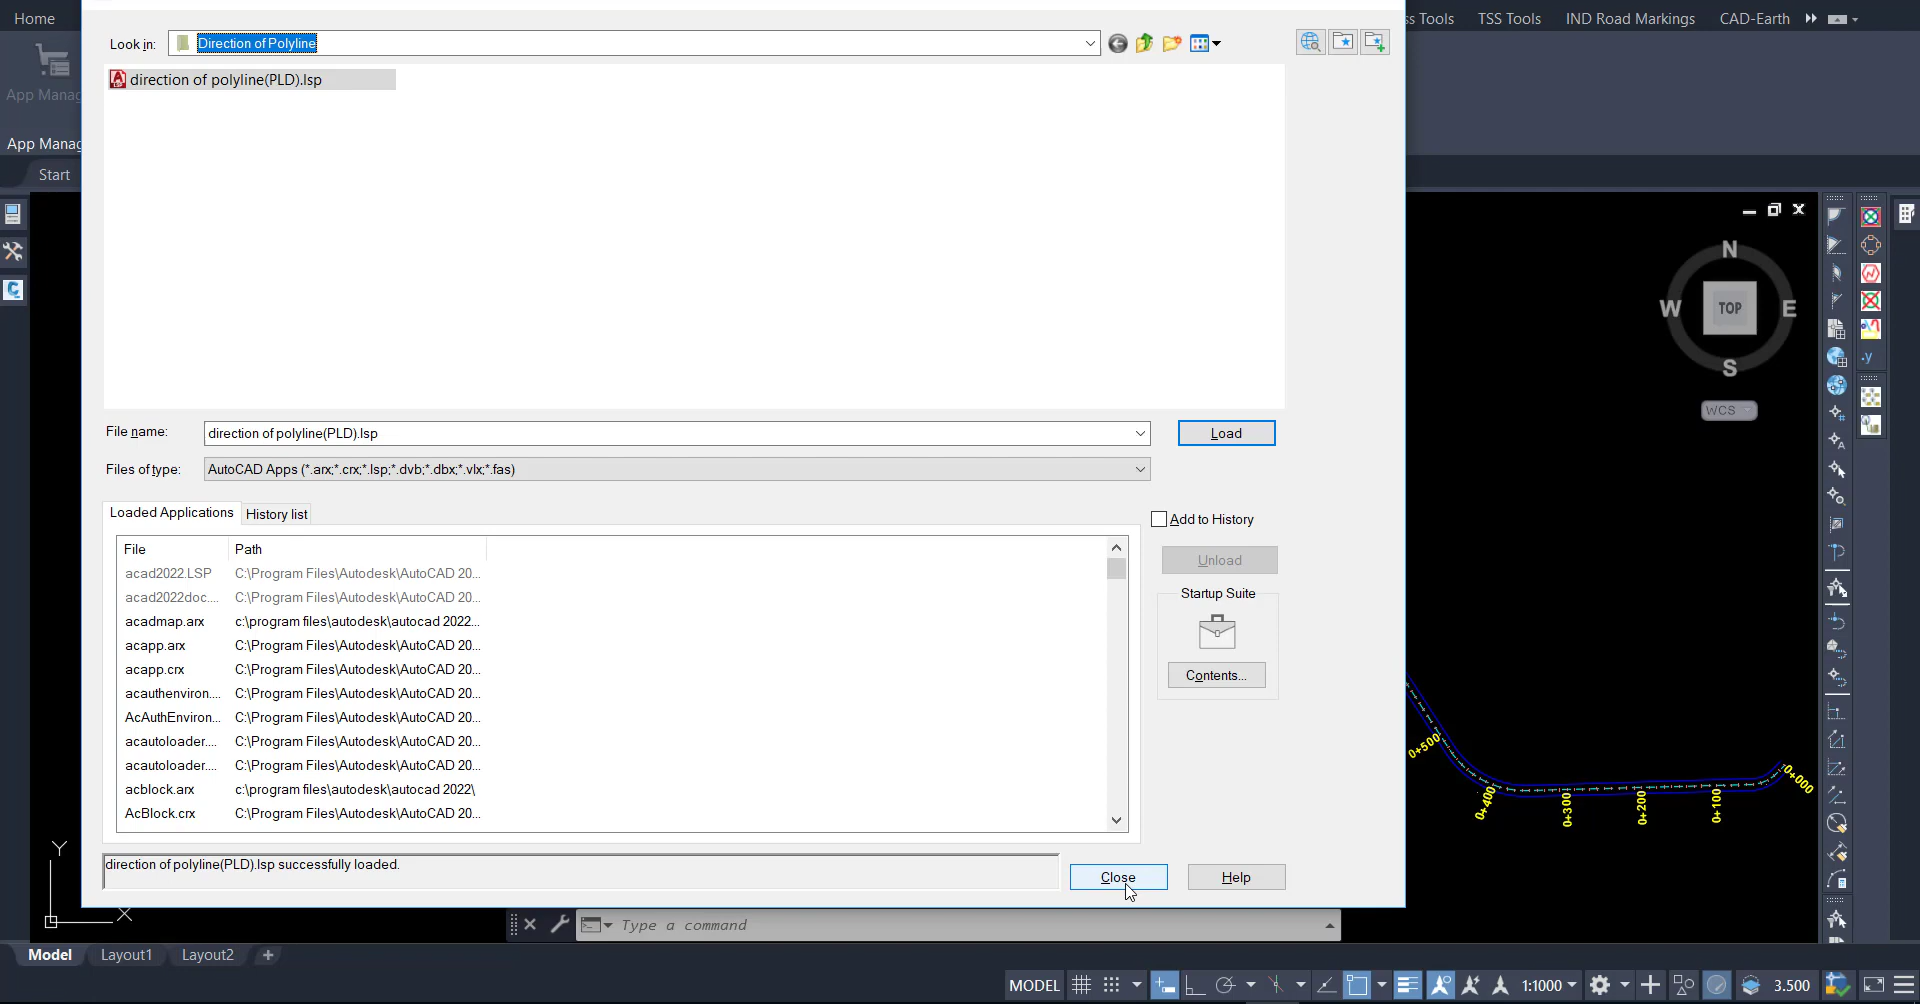 Home
ss Tools
TSS Tools
IND Road Markings
CAD-Earth
App Manag
App Manag
Start
Look in:
Direction of Polyline
direction of polyline(PLD).lsp
File name:
direction of polyline(PLD).lsp
Load
Files of type:
AutoCAD Apps (*.arx;*.crx;*.lsp;*.dvb;*.dbx;*.vlx;*.fas)
Loaded Applications
History list
Add to History
File
Path
acad2022.LSP
C:\Program Files\Autodesk\AutoCAD 20...
acad2022doc....
C:\Program Files\Autodesk\AutoCAD 20...
acadmap.arx
c:\program files\autodesk\autocad 2022...
acapp.arx
C:\Program Files\Autodesk\AutoCAD 20...
acapp.crx
C:\Program Files\Autodesk\AutoCAD 20...
acauthenviron....
C:\Program Files\Autodesk\AutoCAD 20...
AcAuthEnviron...
C:\Program Files\Autodesk\AutoCAD 20...
acautoloader....
C:\Program Files\Autodesk\AutoCAD 20...
acautoloader....
C:\Program Files\Autodesk\AutoCAD 20...
acblock.arx
c:\program files\autodesk\autocad 2022\
AcBlock.crx
C:\Program Files\Autodesk\AutoCAD 20...
Unload
Startup Suite
Contents...
direction of polyline(PLD).lsp successfully loaded.
Close
Help
N
W
TOP
E
S
WCS
.y
0+500
0+400
0+300
0+200
0+100
0+000
Y
X
Type a command
Model
Layout1
Layout2
+
MODEL
1:1000
3.500